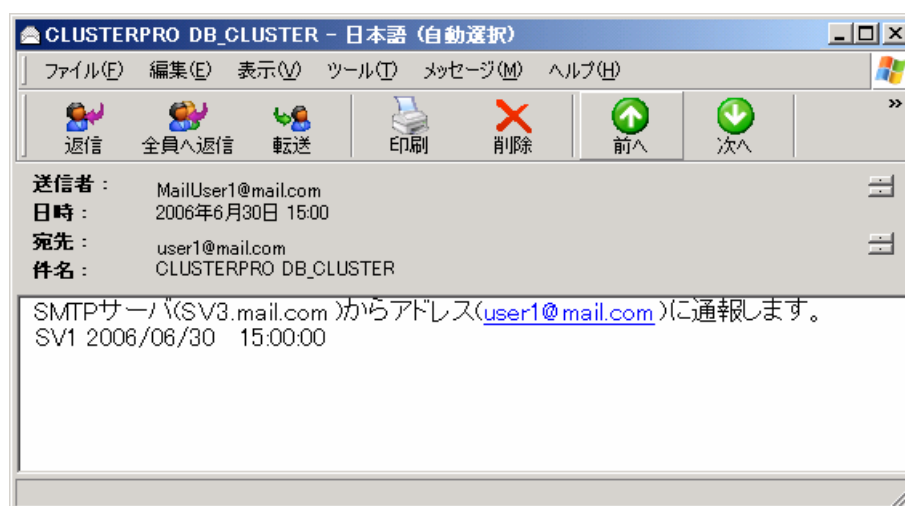 CLUSTERPRO DB_CLUSTER - 日本語 (自動選択)
ファイル(F) 編集(E) 表示(V) ツール(T) メッセージ(M) ヘルプ(H)
返信 全員へ返信 転送 印刷 削除 前へ 次へ »
送信者: MailUser1@mail.com
日時: 2006年6月30日 15:00
宛先: user1@mail.com
件名: CLUSTERPRO DB_CLUSTER
SMTPサーバ(SV3.mail.com )からアドレス(user1@mail.com )に通報します。
SV1 2006/06/30 15:00:00